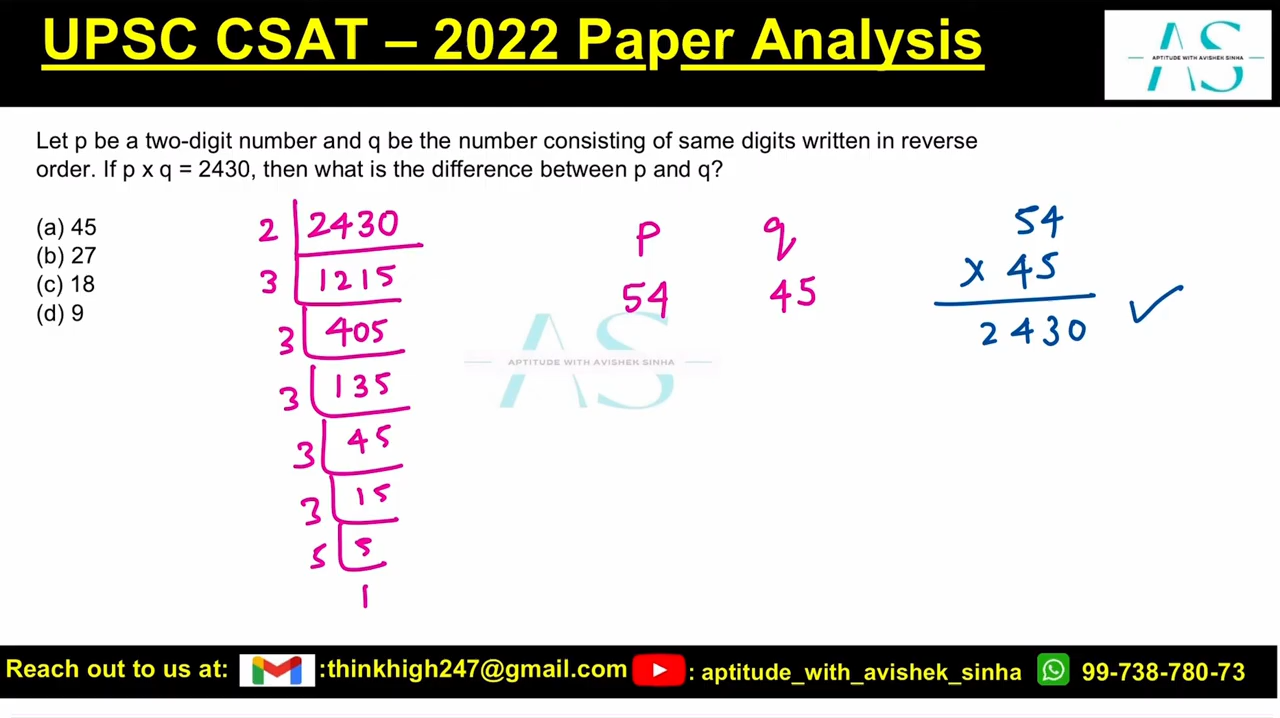 UPSC CSAT – 2022 Paper Analysis
AS
APTITUDE WITH AVISHEK SINHA
Let p be a two-digit number and q be the number consisting of same digits written in reverse
order. If p x q = 2430, then what is the difference between p and q?
(a) 45
(b) 27
(c) 18
(d) 9
2 2430
3 1215
3 405
3 135
3 45
3 15
5 5
1
p q
54 45
54
x 45
2430 ✓
AS
APTITUDE WITH AVISHEK SINHA
Reach out to us at: :thinkhigh247@gmail.com : aptitude_with_avishek_sinha 99-738-780-73